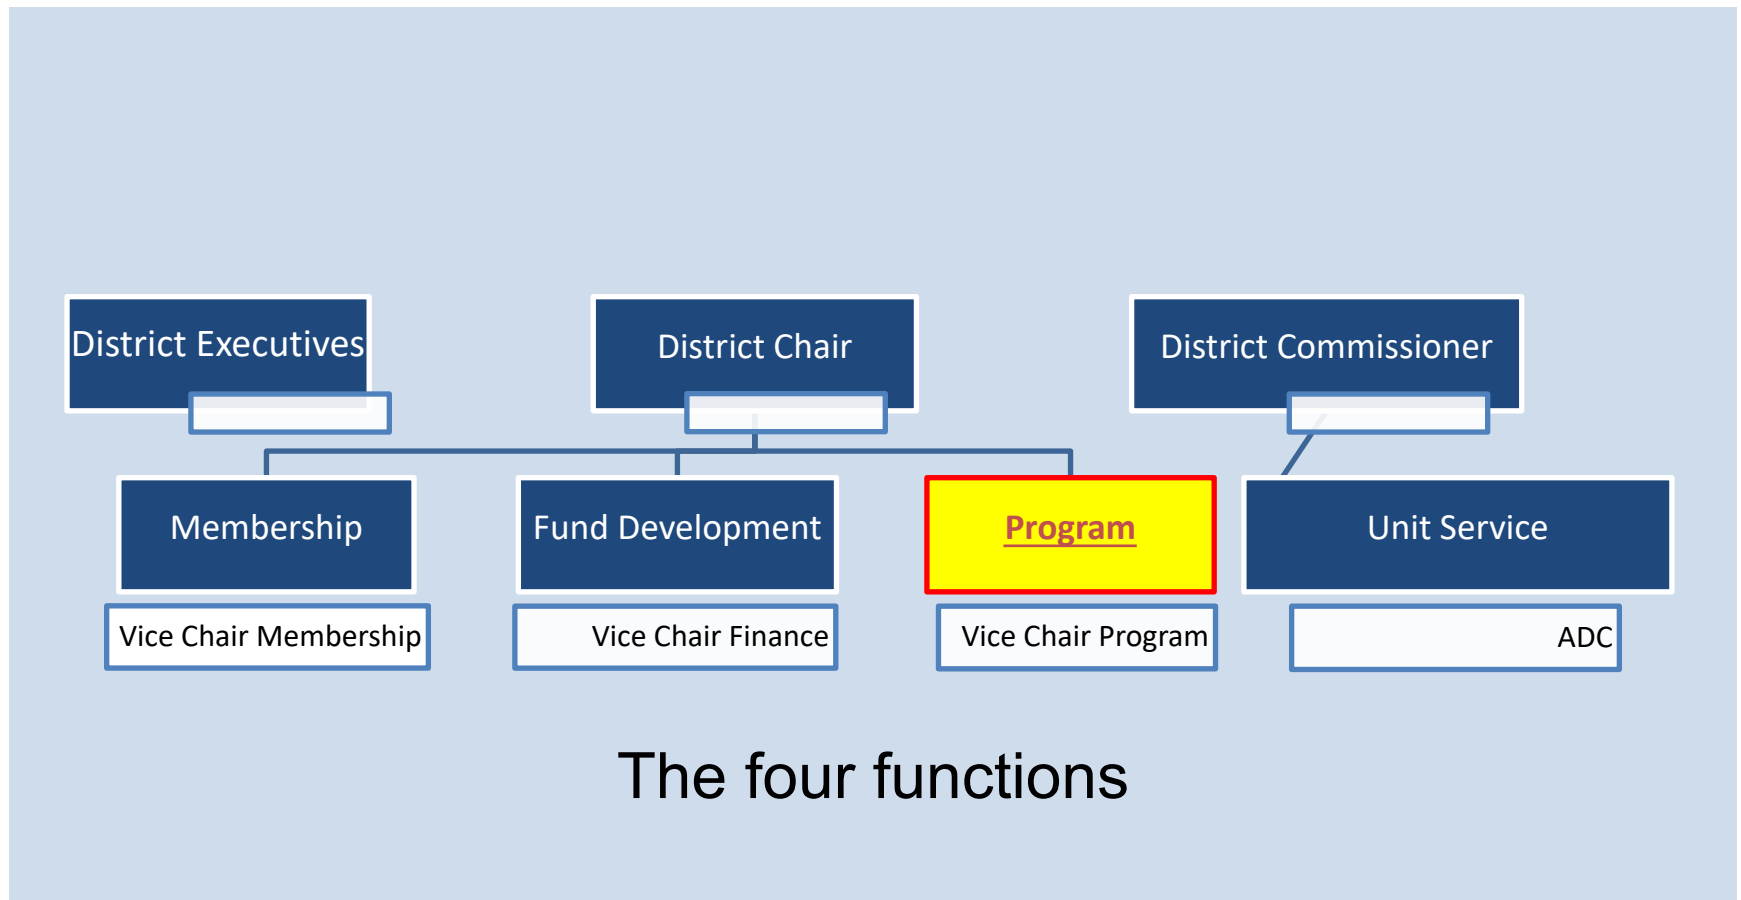 District Executives
District Chair
District Commissioner
Membership
Fund Development
Program
Unit Service
Vice Chair Membership
Vice Chair Finance
Vice Chair Program
ADC
The four functions